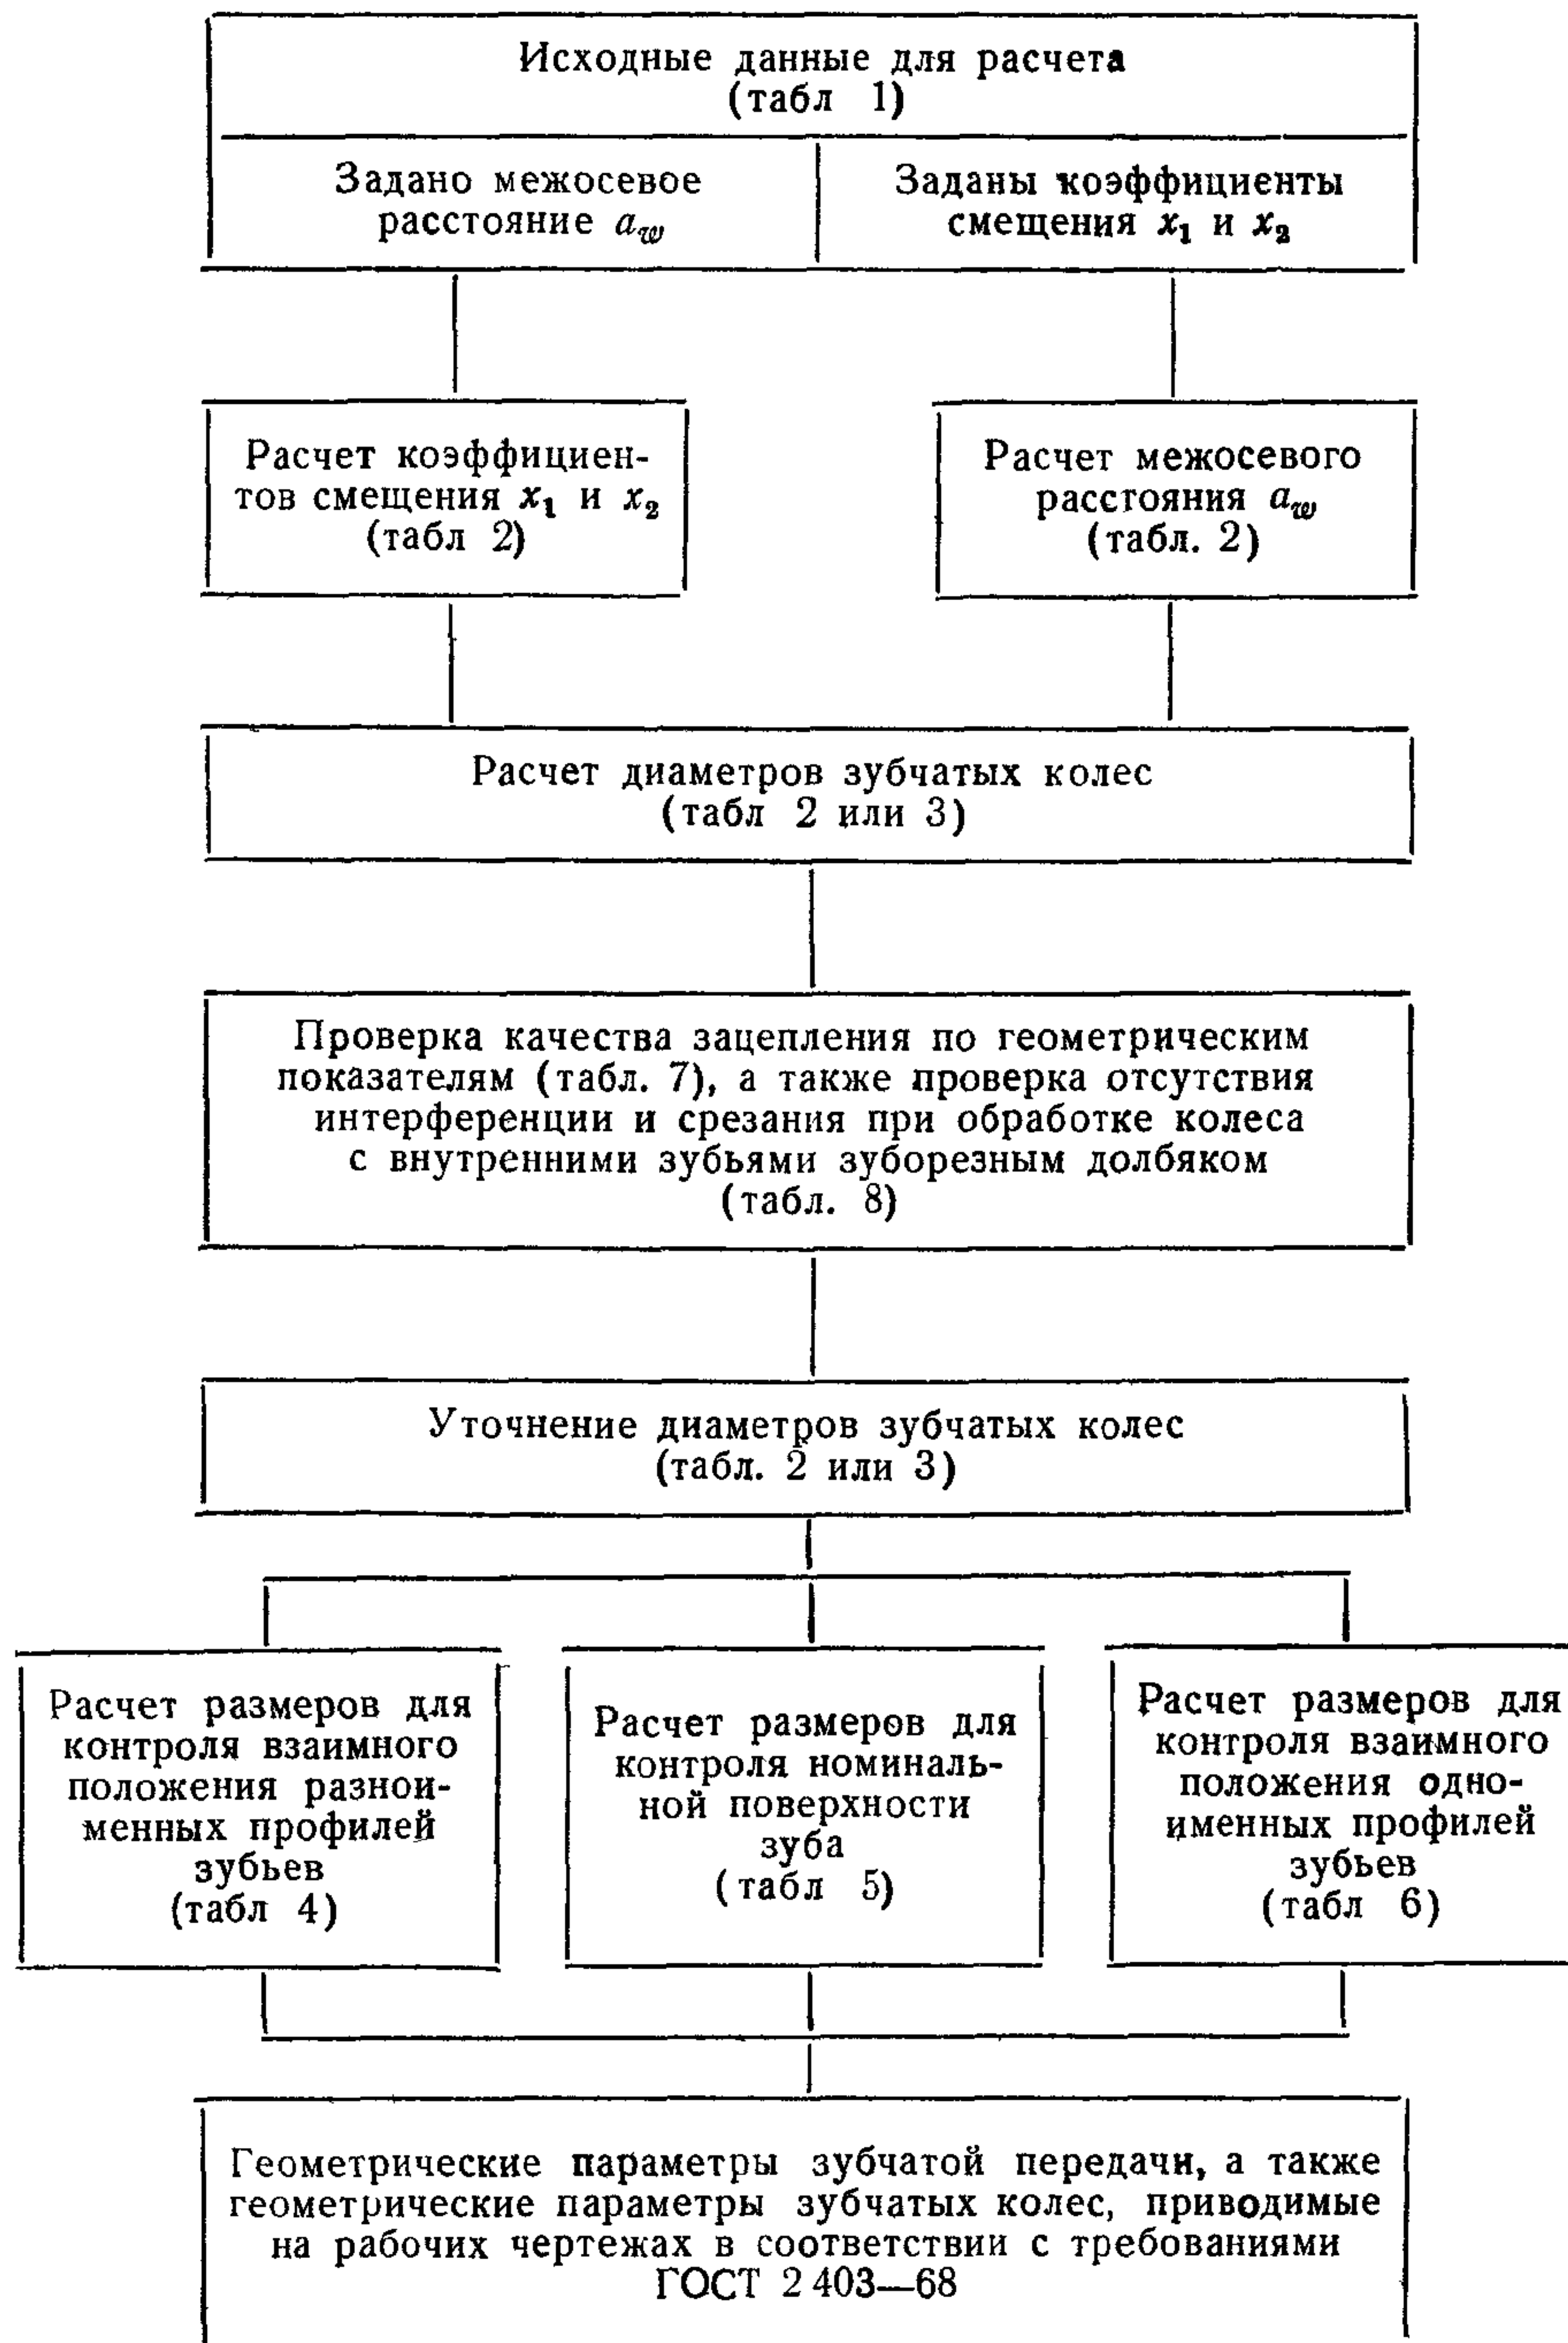 Исходные данные для расчета
(табл 1)
Задано межосевое
расстояние a_w
Заданы коэффициенты
смещения x₁ и x₂
Расчет коэффициен-
тов смещения x₁ и x₂
(табл 2)
Расчет межосевого
расстояния a_w
(табл. 2)
Расчет диаметров зубчатых колес
(табл 2 или 3)
Проверка качества зацепления по геометрическим
показателям (табл. 7), а также проверка отсутствия
интерференции и срезания при обработке колеса
с внутренними зубьями зуборезным долбяком
(табл. 8)
Уточнение диаметров зубчатых колес
(табл. 2 или 3)
Расчет размеров для
контроля взаимного
положения разнои-
менных профилей
зубьев
(табл 4)
Расчет размеров для
контроля номиналь-
ной поверхности
зуба
(табл 5)
Расчет размеров для
контроля взаимного
положения одно-
именных профилей
зубьев
(табл 6)
Геометрические параметры зубчатой передачи, а также
геометрические параметры зубчатых колес, приводимые
на рабочих чертежах в соответствии с требованиями
ГОСТ 2 403—68